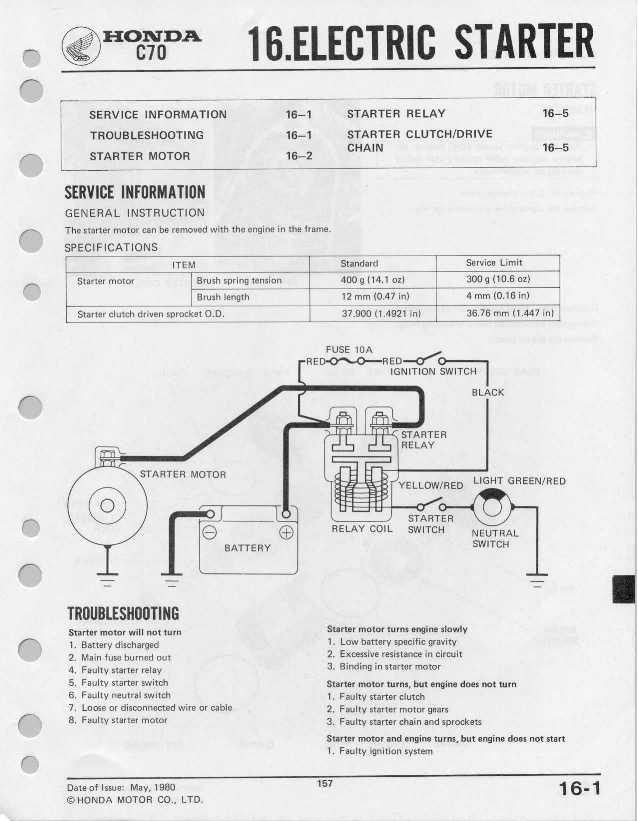 HONDA
C70
16.ELECTRIC STARTER
SERVICE INFORMATION 16–1
TROUBLESHOOTING 16–1
STARTER MOTOR 16–2
STARTER RELAY 16–5
STARTER CLUTCH/DRIVE
CHAIN 16–5
SERVICE INFORMATION
GENERAL INSTRUCTION
The starter motor can be removed with the engine in the frame.
SPECIFICATIONS
ITEM Standard Service Limit
Starter motor Brush spring tension 400 g (14.1 oz) 300 g (10.6 oz)
Brush length 12 mm (0.47 in) 4 mm (0.16 in)
Starter clutch driven sprocket O.D. 37.900 (1.4921 in) 36.76 mm (1.447 in)
FUSE 10A
RED RED
IGNITION SWITCH
BLACK
STARTER
RELAY
STARTER MOTOR
YELLOW/RED
LIGHT GREEN/RED
RELAY COIL
STARTER
SWITCH
NEUTRAL
SWITCH
BATTERY
TROUBLESHOOTING
Starter motor will not turn
1. Battery discharged
2. Main fuse burned out
4. Faulty starter relay
5. Faulty starter switch
6. Faulty neutral switch
7. Loose or disconnected wire or cable
8. Faulty starter motor
Starter motor turns engine slowly
1. Low battery specific gravity
2. Excessive resistance in circuit
3. Binding in starter motor
Starter motor turns, but engine does not turn
1. Faulty starter clutch
2. Faulty starter motor gears
3. Faulty starter chain and sprockets
Starter motor and engine turns, but engine does not start
1. Faulty ignition system
Date of Issue: May, 1980
© HONDA MOTOR CO., LTD.
157
16-1